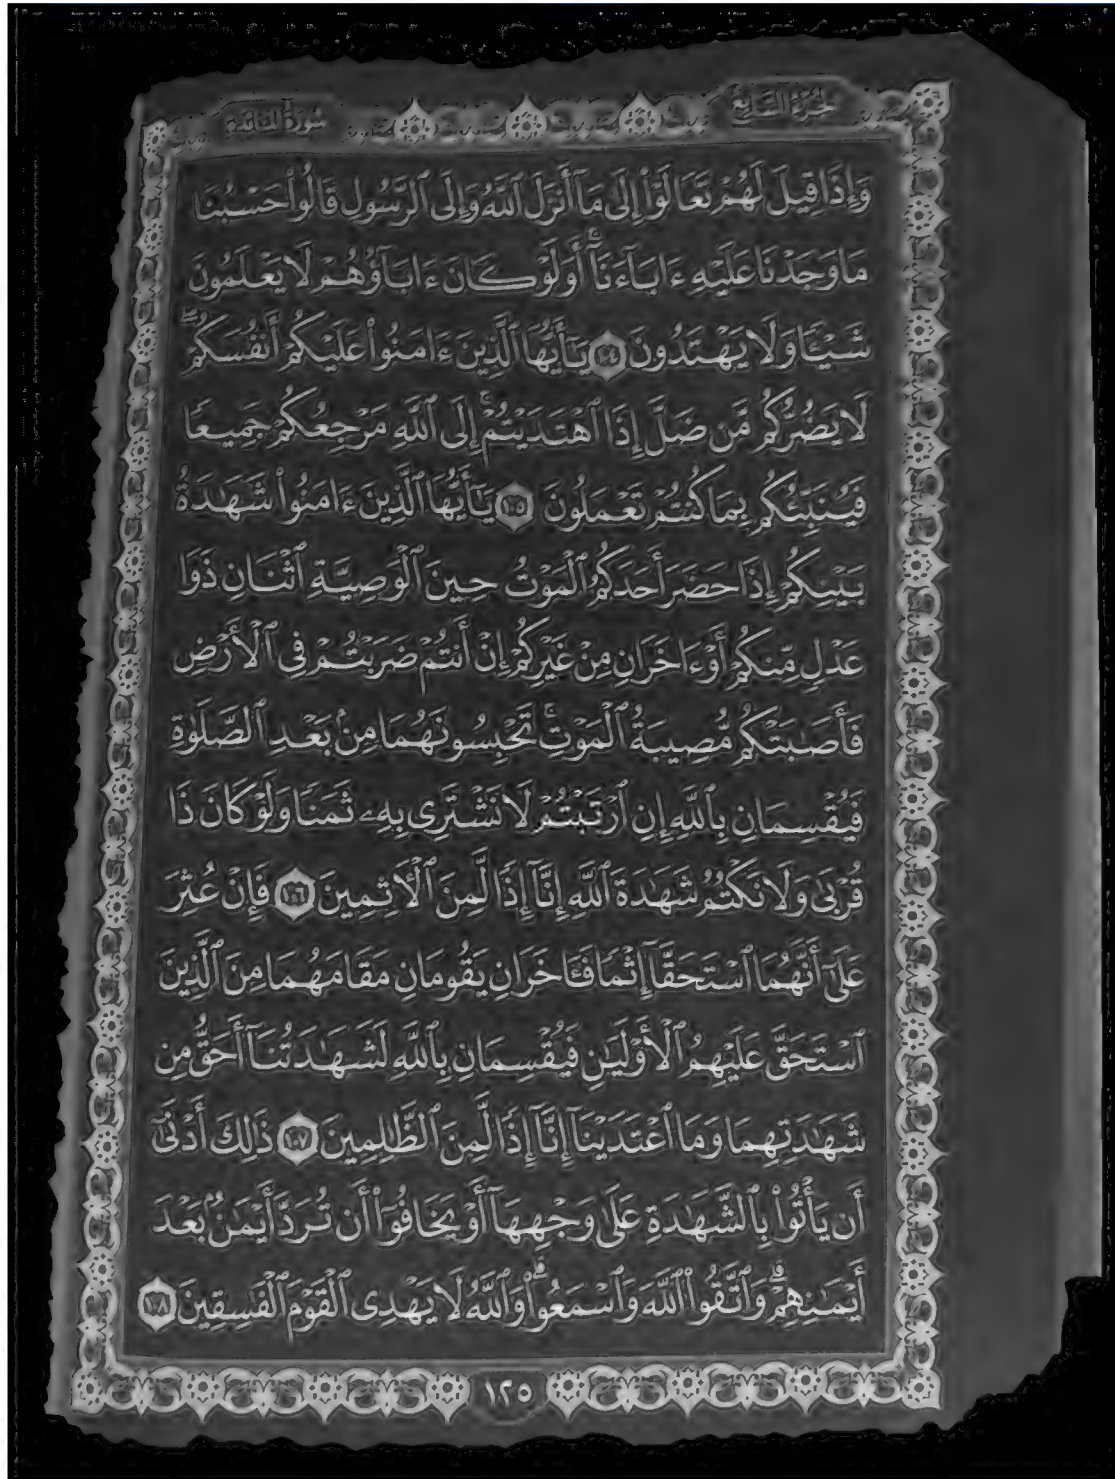 الجزء السابع
سورة المائدة
وَإِذَا قِيلَ لَهُمْ تَعَالَوْا۟ إِلَىٰ مَآ أَنزَلَ ٱللَّهُ وَإِلَى ٱلرَّسُولِ قَالُوا۟ حَسْبُنَا
مَا وَجَدْنَا عَلَيْهِ ءَابَآءَنَآ ۚ أَوَلَوْ كَانَ ءَابَآؤُهُمْ لَا يَعْلَمُونَ
شَيْـًٔا وَلَا يَهْتَدُونَ ١٠٤ يَـٰٓأَيُّهَا ٱلَّذِينَ ءَامَنُوا۟ عَلَيْكُمْ أَنفُسَكُمْ ۖ
لَا يَضُرُّكُم مَّن ضَلَّ إِذَا ٱهْتَدَيْتُمْ ۚ إِلَى ٱللَّهِ مَرْجِعُكُمْ جَمِيعًا
فَيُنَبِّئُكُم بِمَا كُنتُمْ تَعْمَلُونَ ١٠٥ يَـٰٓأَيُّهَا ٱلَّذِينَ ءَامَنُوا۟ شَهَـٰدَةُ
بَيْنِكُمْ إِذَا حَضَرَ أَحَدَكُمُ ٱلْمَوْتُ حِينَ ٱلْوَصِيَّةِ ٱثْنَانِ ذَوَا
عَدْلٍ مِّنكُمْ أَوْ ءَاخَرَانِ مِنْ غَيْرِكُمْ إِنْ أَنتُمْ ضَرَبْتُمْ فِى ٱلْأَرْضِ
فَأَصَـٰبَتْكُم مُّصِيبَةُ ٱلْمَوْتِ ۚ تَحْبِسُونَهُمَا مِنۢ بَعْدِ ٱلصَّلَوٰةِ
فَيُقْسِمَانِ بِٱللَّهِ إِنِ ٱرْتَبْتُمْ لَا نَشْتَرِى بِهِۦ ثَمَنًا وَلَوْ كَانَ ذَا
قُرْبَىٰ وَلَا نَكْتُمُ شَهَـٰدَةَ ٱللَّهِ إِنَّآ إِذًا لَّمِنَ ٱلْـَٔاثِمِينَ ١٠٦ فَإِنْ عُثِرَ
عَلَىٰٓ أَنَّهُمَا ٱسْتَحَقَّآ إِثْمًا فَـَٔاخَرَانِ يَقُومَانِ مَقَامَهُمَا مِنَ ٱلَّذِينَ
ٱسْتَحَقَّ عَلَيْهِمُ ٱلْأَوْلَيَـٰنِ فَيُقْسِمَانِ بِٱللَّهِ لَشَهَـٰدَتُنَآ أَحَقُّ مِن
شَهَـٰدَتِهِمَا وَمَا ٱعْتَدَيْنَآ إِنَّآ إِذًا لَّمِنَ ٱلظَّـٰلِمِينَ ١٠٧ ذَٰلِكَ أَدْنَىٰٓ
أَن يَأْتُوا۟ بِٱلشَّهَـٰدَةِ عَلَىٰ وَجْهِهَآ أَوْ يَخَافُوٓا۟ أَن تُرَدَّ أَيْمَـٰنٌۢ بَعْدَ
أَيْمَـٰنِهِمْ ۗ وَٱتَّقُوا۟ ٱللَّهَ وَٱسْمَعُوا۟ ۗ وَٱللَّهُ لَا يَهْدِى ٱلْقَوْمَ ٱلْفَـٰسِقِينَ ١٠٨
١٢٥